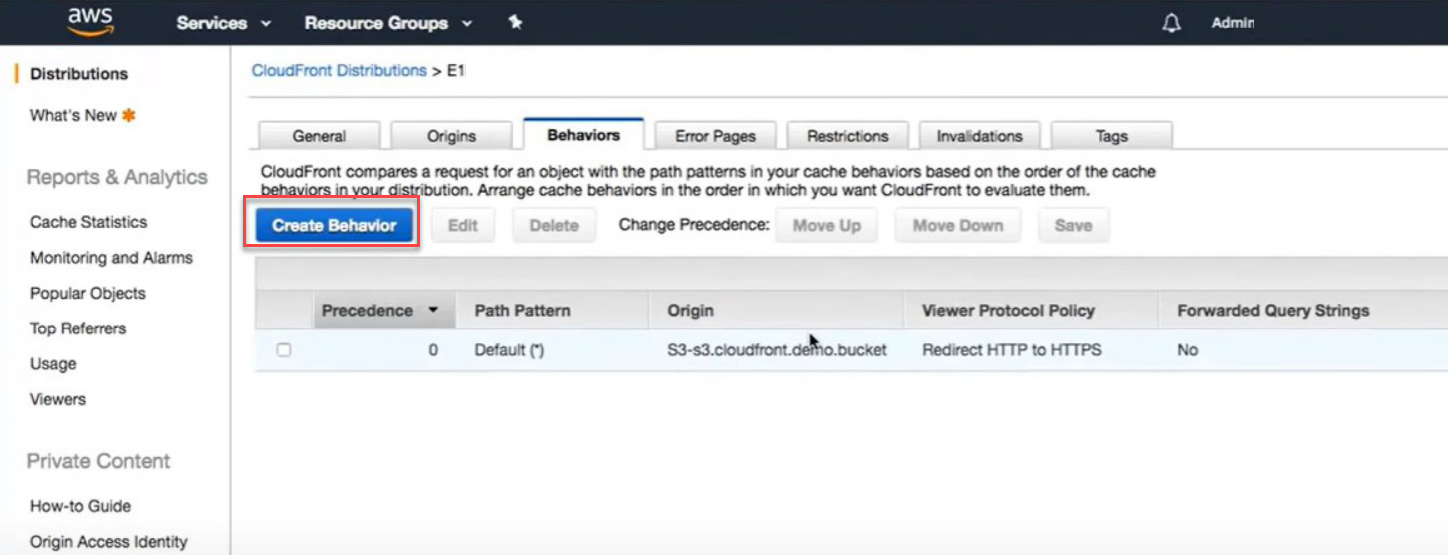 aws Services Resource Groups Admin
Distributions
What's New
Reports & Analytics
Cache Statistics
Monitoring and Alarms
Popular Objects
Top Referrers
Usage
Viewers
Private Content
How-to Guide
Origin Access Identity
CloudFront Distributions > E1
General Origins Behaviors Error Pages Restrictions Invalidations Tags
CloudFront compares a request for an object with the path patterns in your cache behaviors based on the order of the cache
behaviors in your distribution. Arrange cache behaviors in the order in which you want CloudFront to evaluate them.
Create Behavior Edit Delete Change Precedence: Move Up Move Down Save
Precedence Path Pattern Origin Viewer Protocol Policy Forwarded Query Strings
0 Default (*) S3-s3.cloudfront.demo.bucket Redirect HTTP to HTTPS No